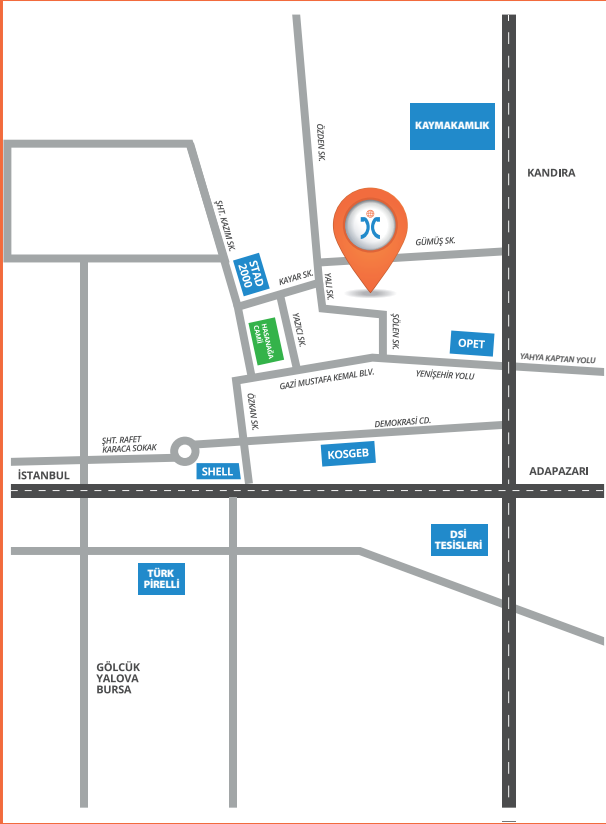 KAYMAKAMLIK
ÖZDEN SK.
KANDIRA
ŞHT. KAZIM SK.
GÜMÜŞ SK.
STAD
2000
KAYAR SK.
YALI SK.
HASANAĞA
CAMİİ
YAZICI SK.
ŞÖLEN SK.
OPET
YAHYA KAPTAN YOLU
GAZİ MUSTAFA KEMAL BLV.
YENİŞEHİR YOLU
ÖZKAN SK.
DEMOKRASİ CD.
ŞHT. RAFET
KARACA SOKAK
KOSGEB
İSTANBUL
SHELL
ADAPAZARI
DSİ
TESİSLERİ
TÜRK
PİRELLİ
GÖLCÜK
YALOVA
BURSA